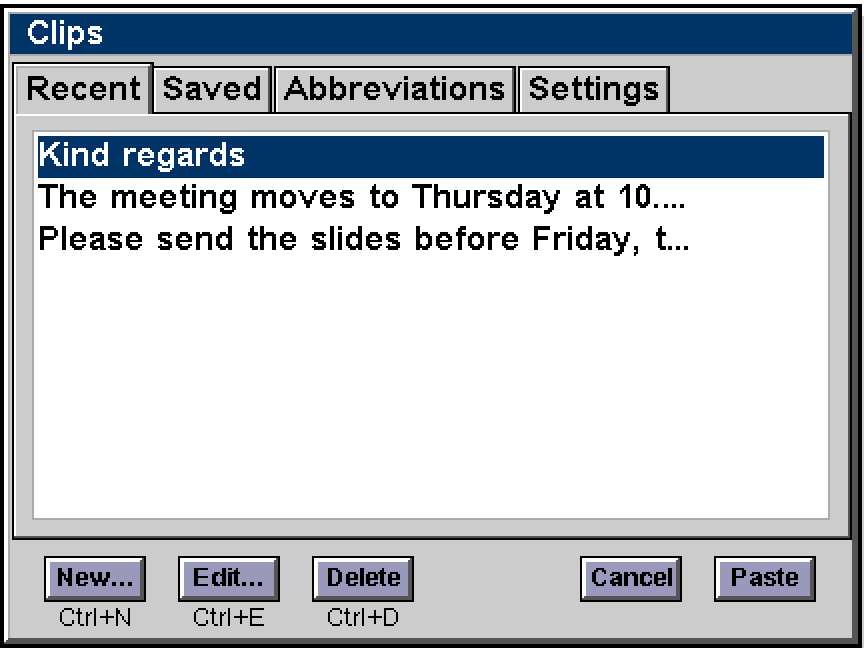 Clips
Recent Saved Abbreviations Settings
Kind regards
The meeting moves to Thursday at 10....
Please send the slides before Friday, t...
New... Edit... Delete Cancel Paste
Ctrl+N Ctrl+E Ctrl+D